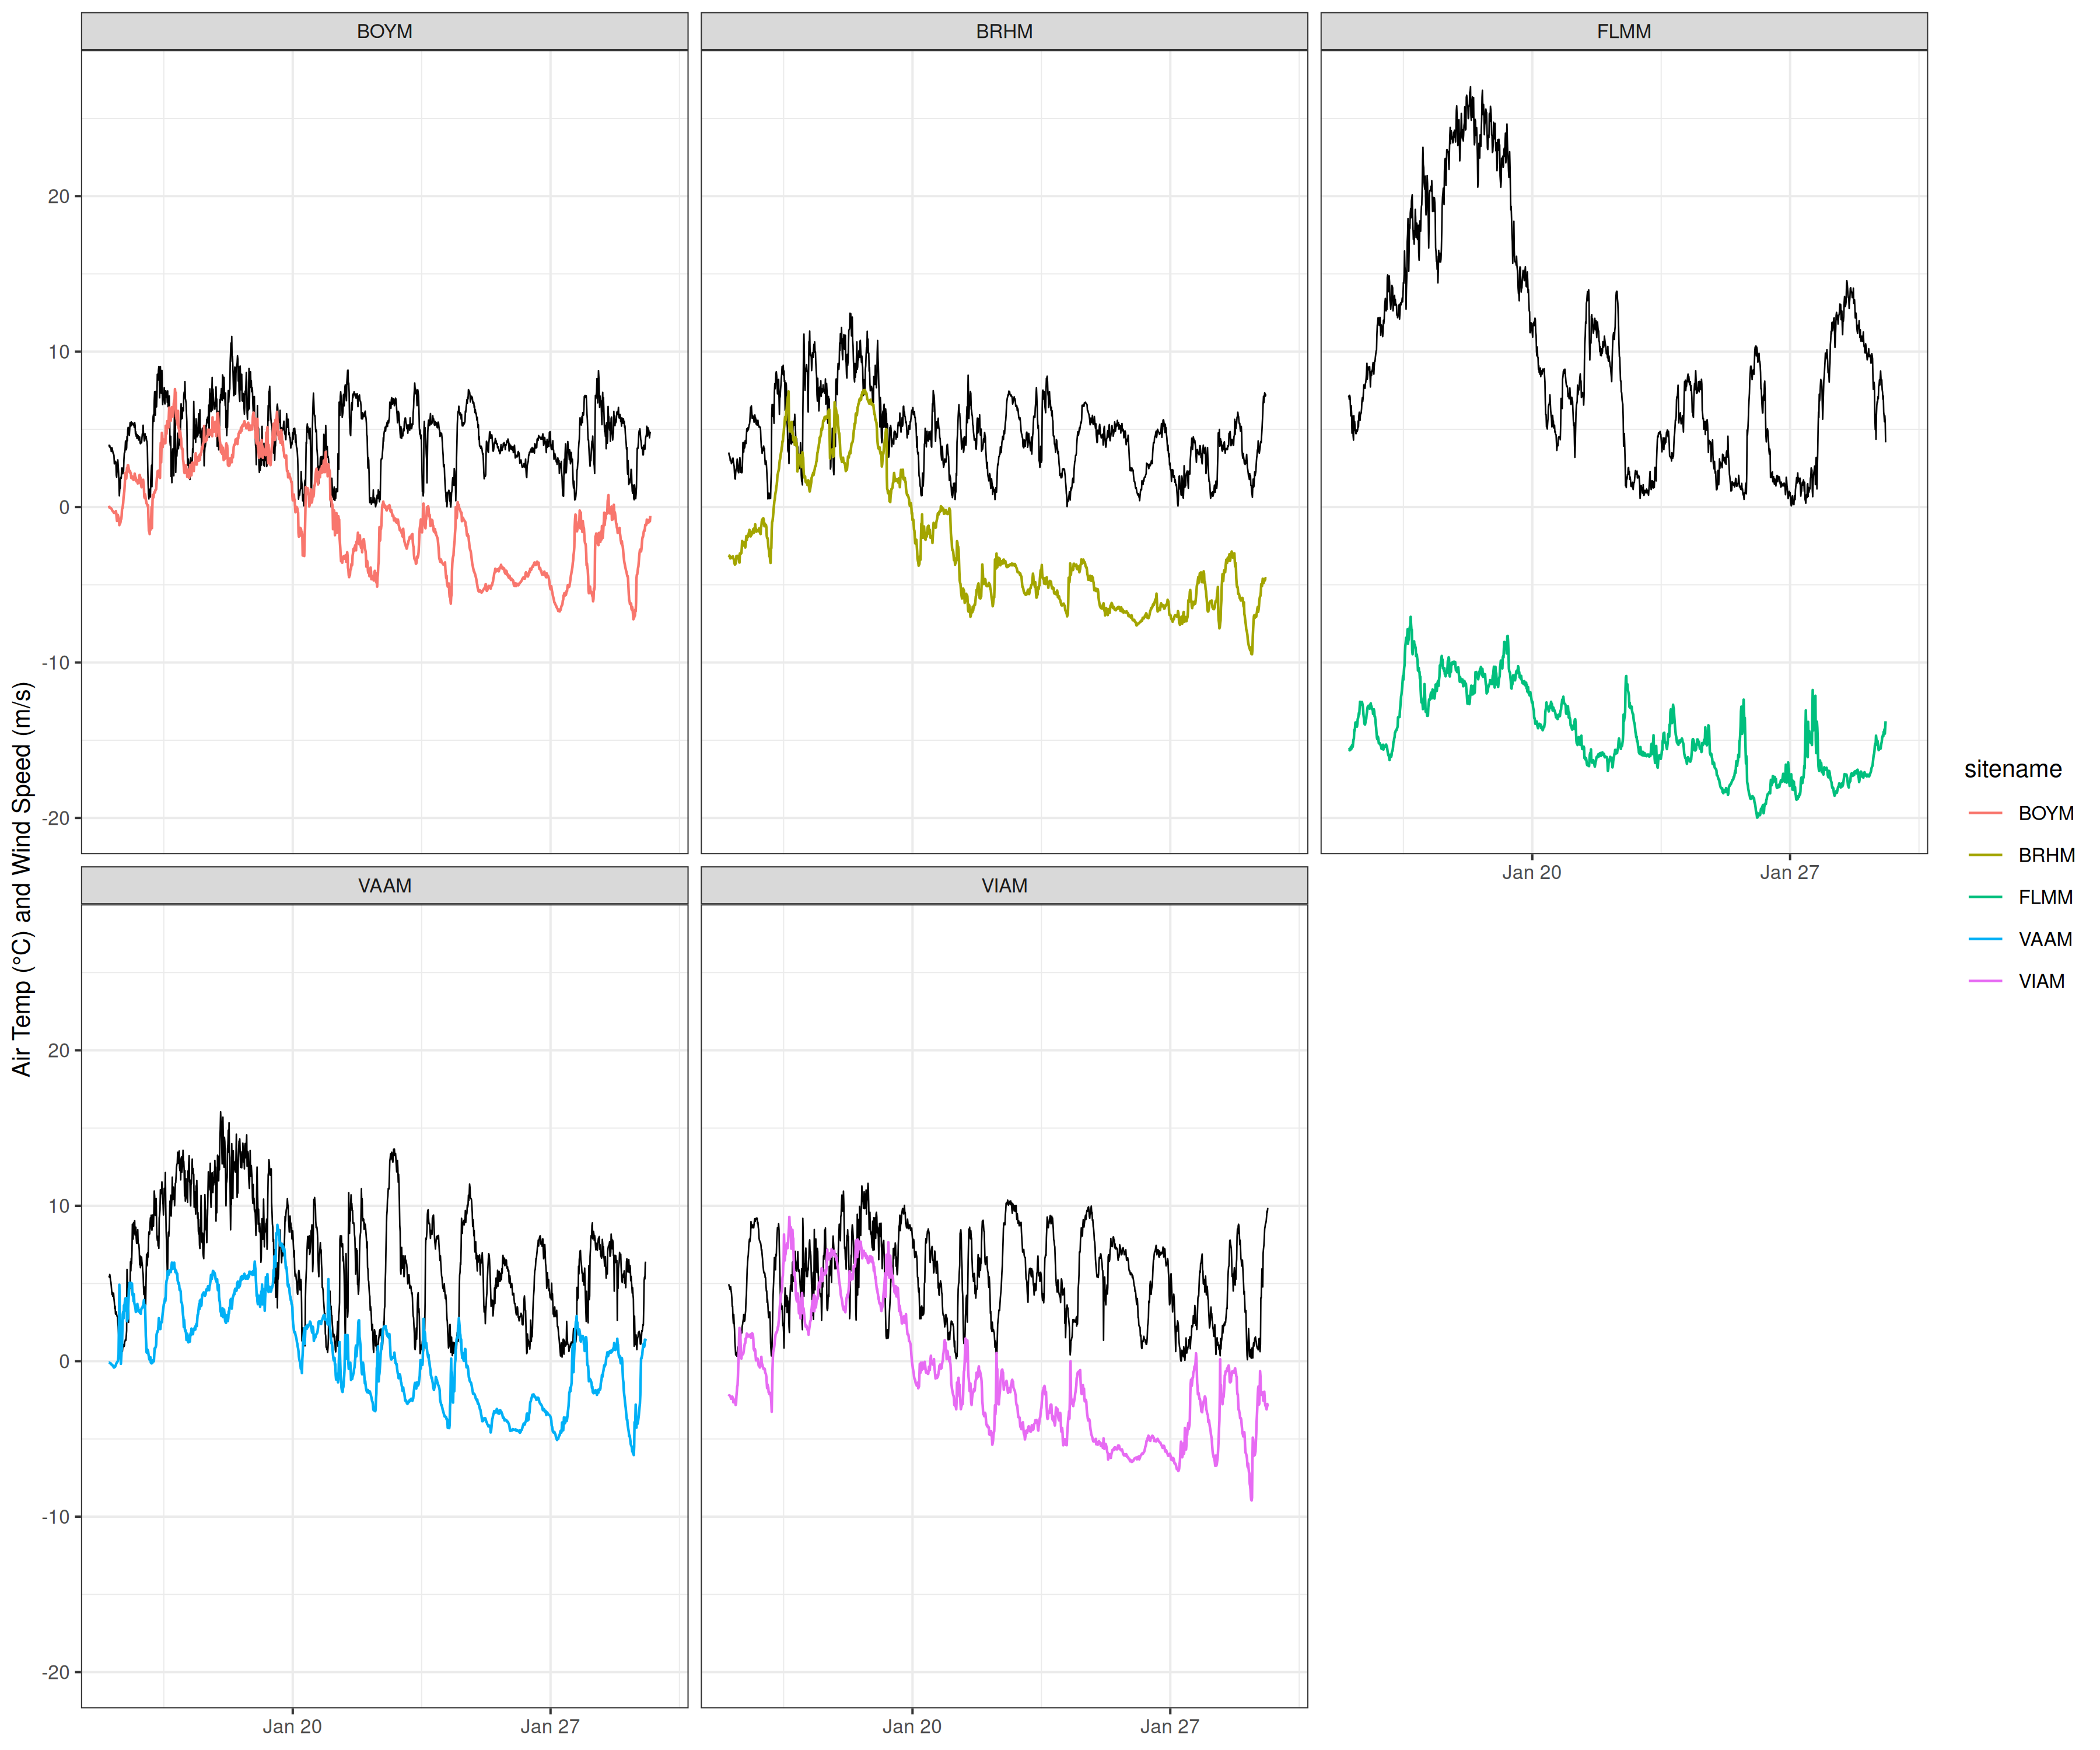 BOYM
BRHM
FLMM
20
10
0
-10
-20
Jan 20
Jan 27
VAAM
VIAM
20
10
0
-10
-20
Jan 20
Jan 27
Jan 20
Jan 27
Air Temp (°C) and Wind Speed (m/s)
sitename
BOYM
BRHM
FLMM
VAAM
VIAM